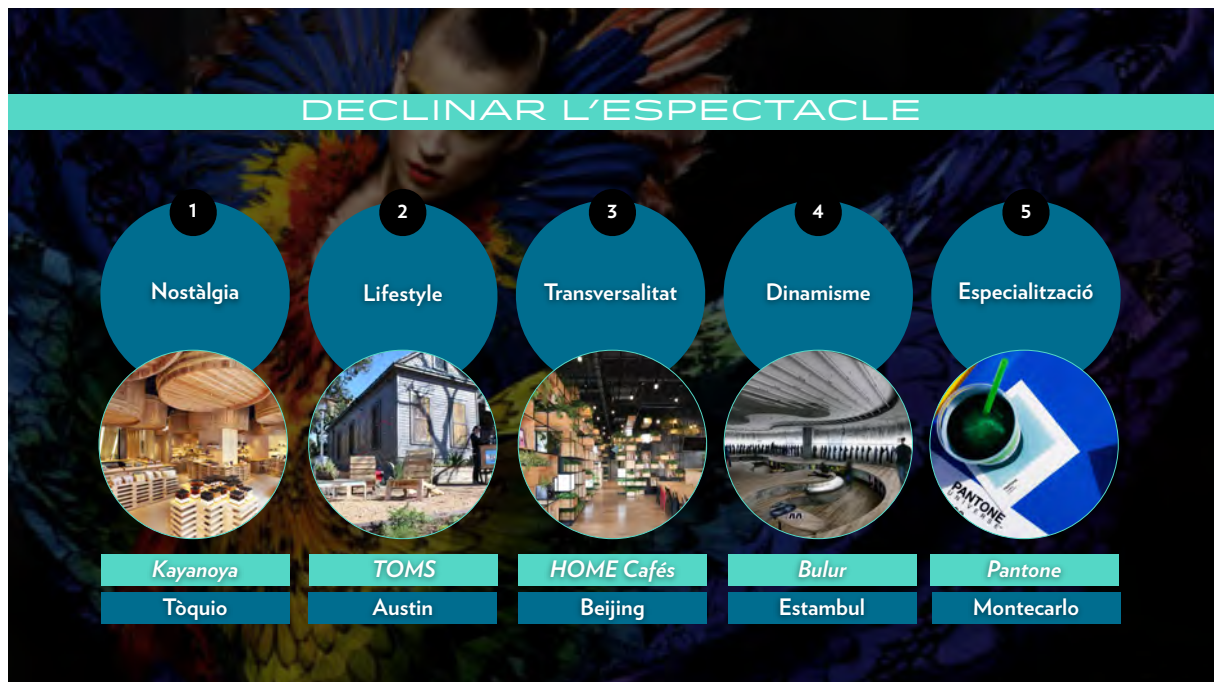 DECLINAR L'ESPECTACLE
1
2
3
4
5
Nostàlgia
Lifestyle
Transversalitat
Dinamisme
Especialització
PANTONE
UNIVERSE
Kayanoya
TOMS
HOME Cafés
Bulur
Pantone
Tòquio
Austin
Beijing
Estambul
Montecarlo